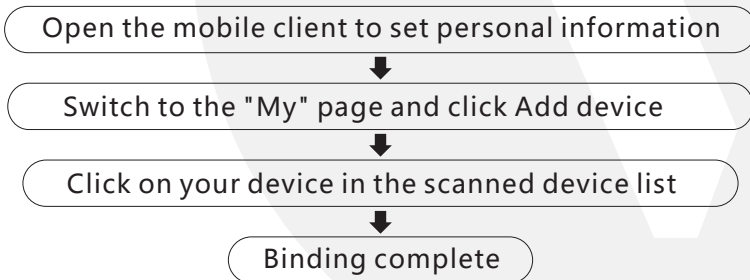 Open the mobile client to set personal information
Switch to the "My" page and click Add device
Click on your device in the scanned device list
Binding complete